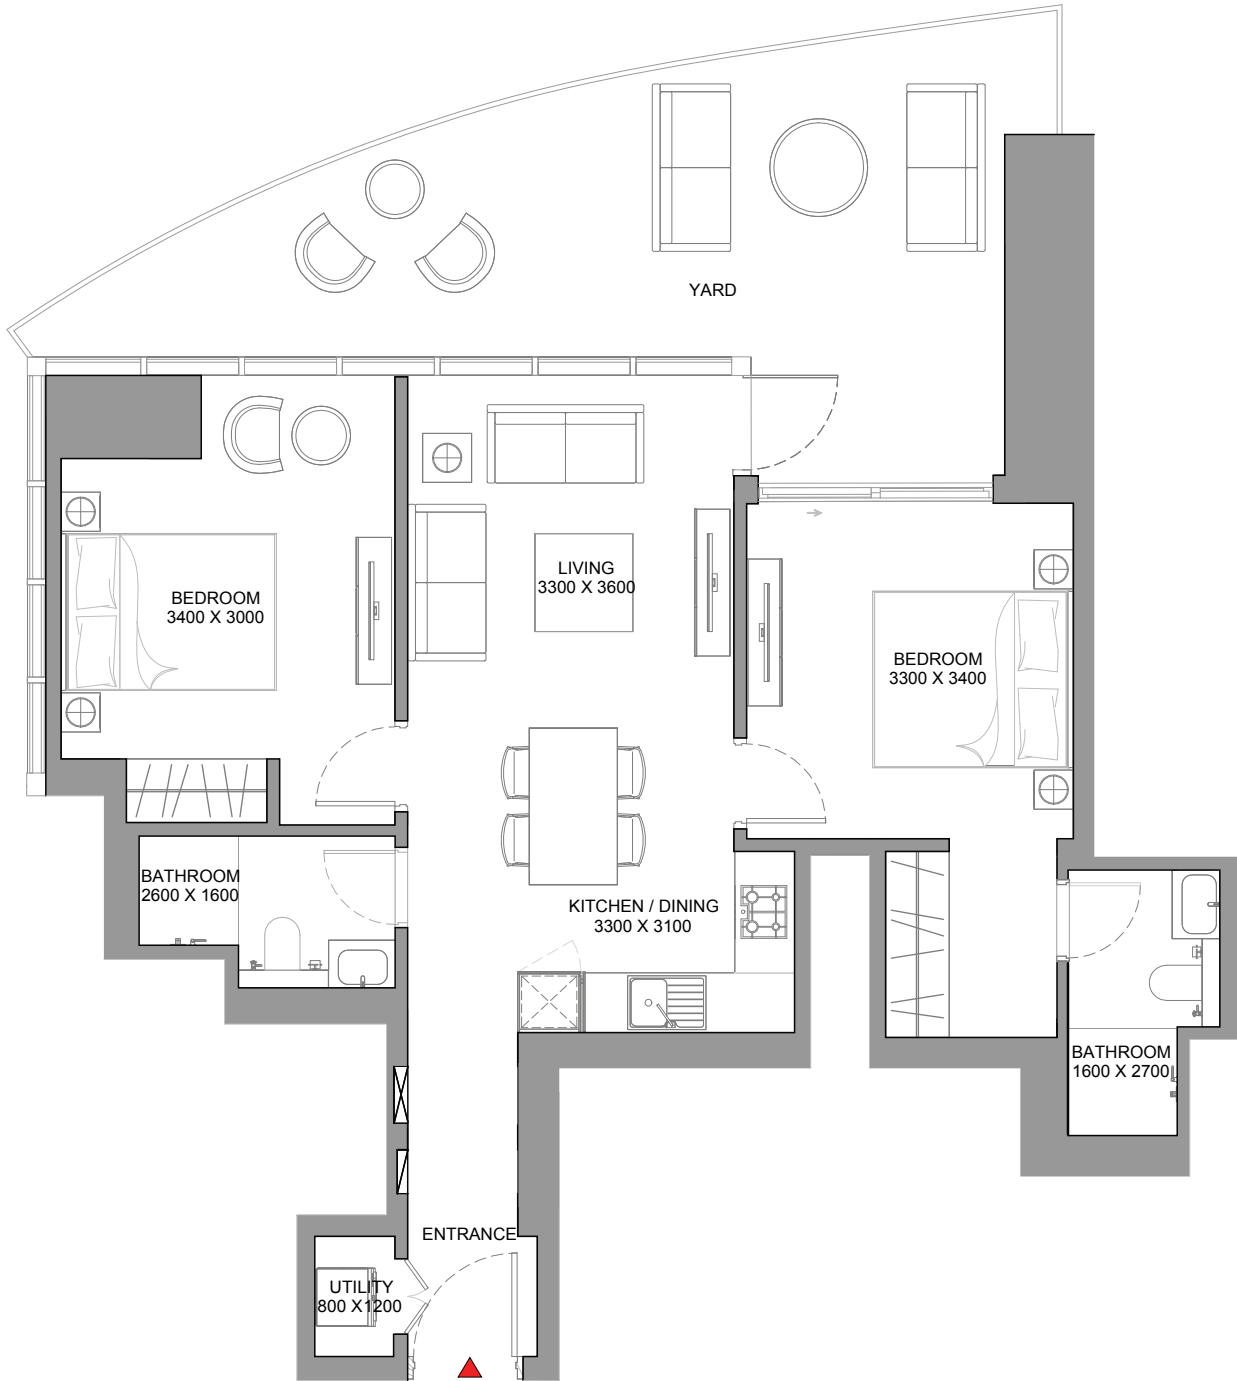 YARD
LIVING
3300 X 3600
BEDROOM
3400 X 3000
BEDROOM
3300 X 3400
BATHROOM
2600 X 1600
KITCHEN / DINING
3300 X 3100
BATHROOM
1600 X 2700
ENTRANCE
UTILITY
800 X1200